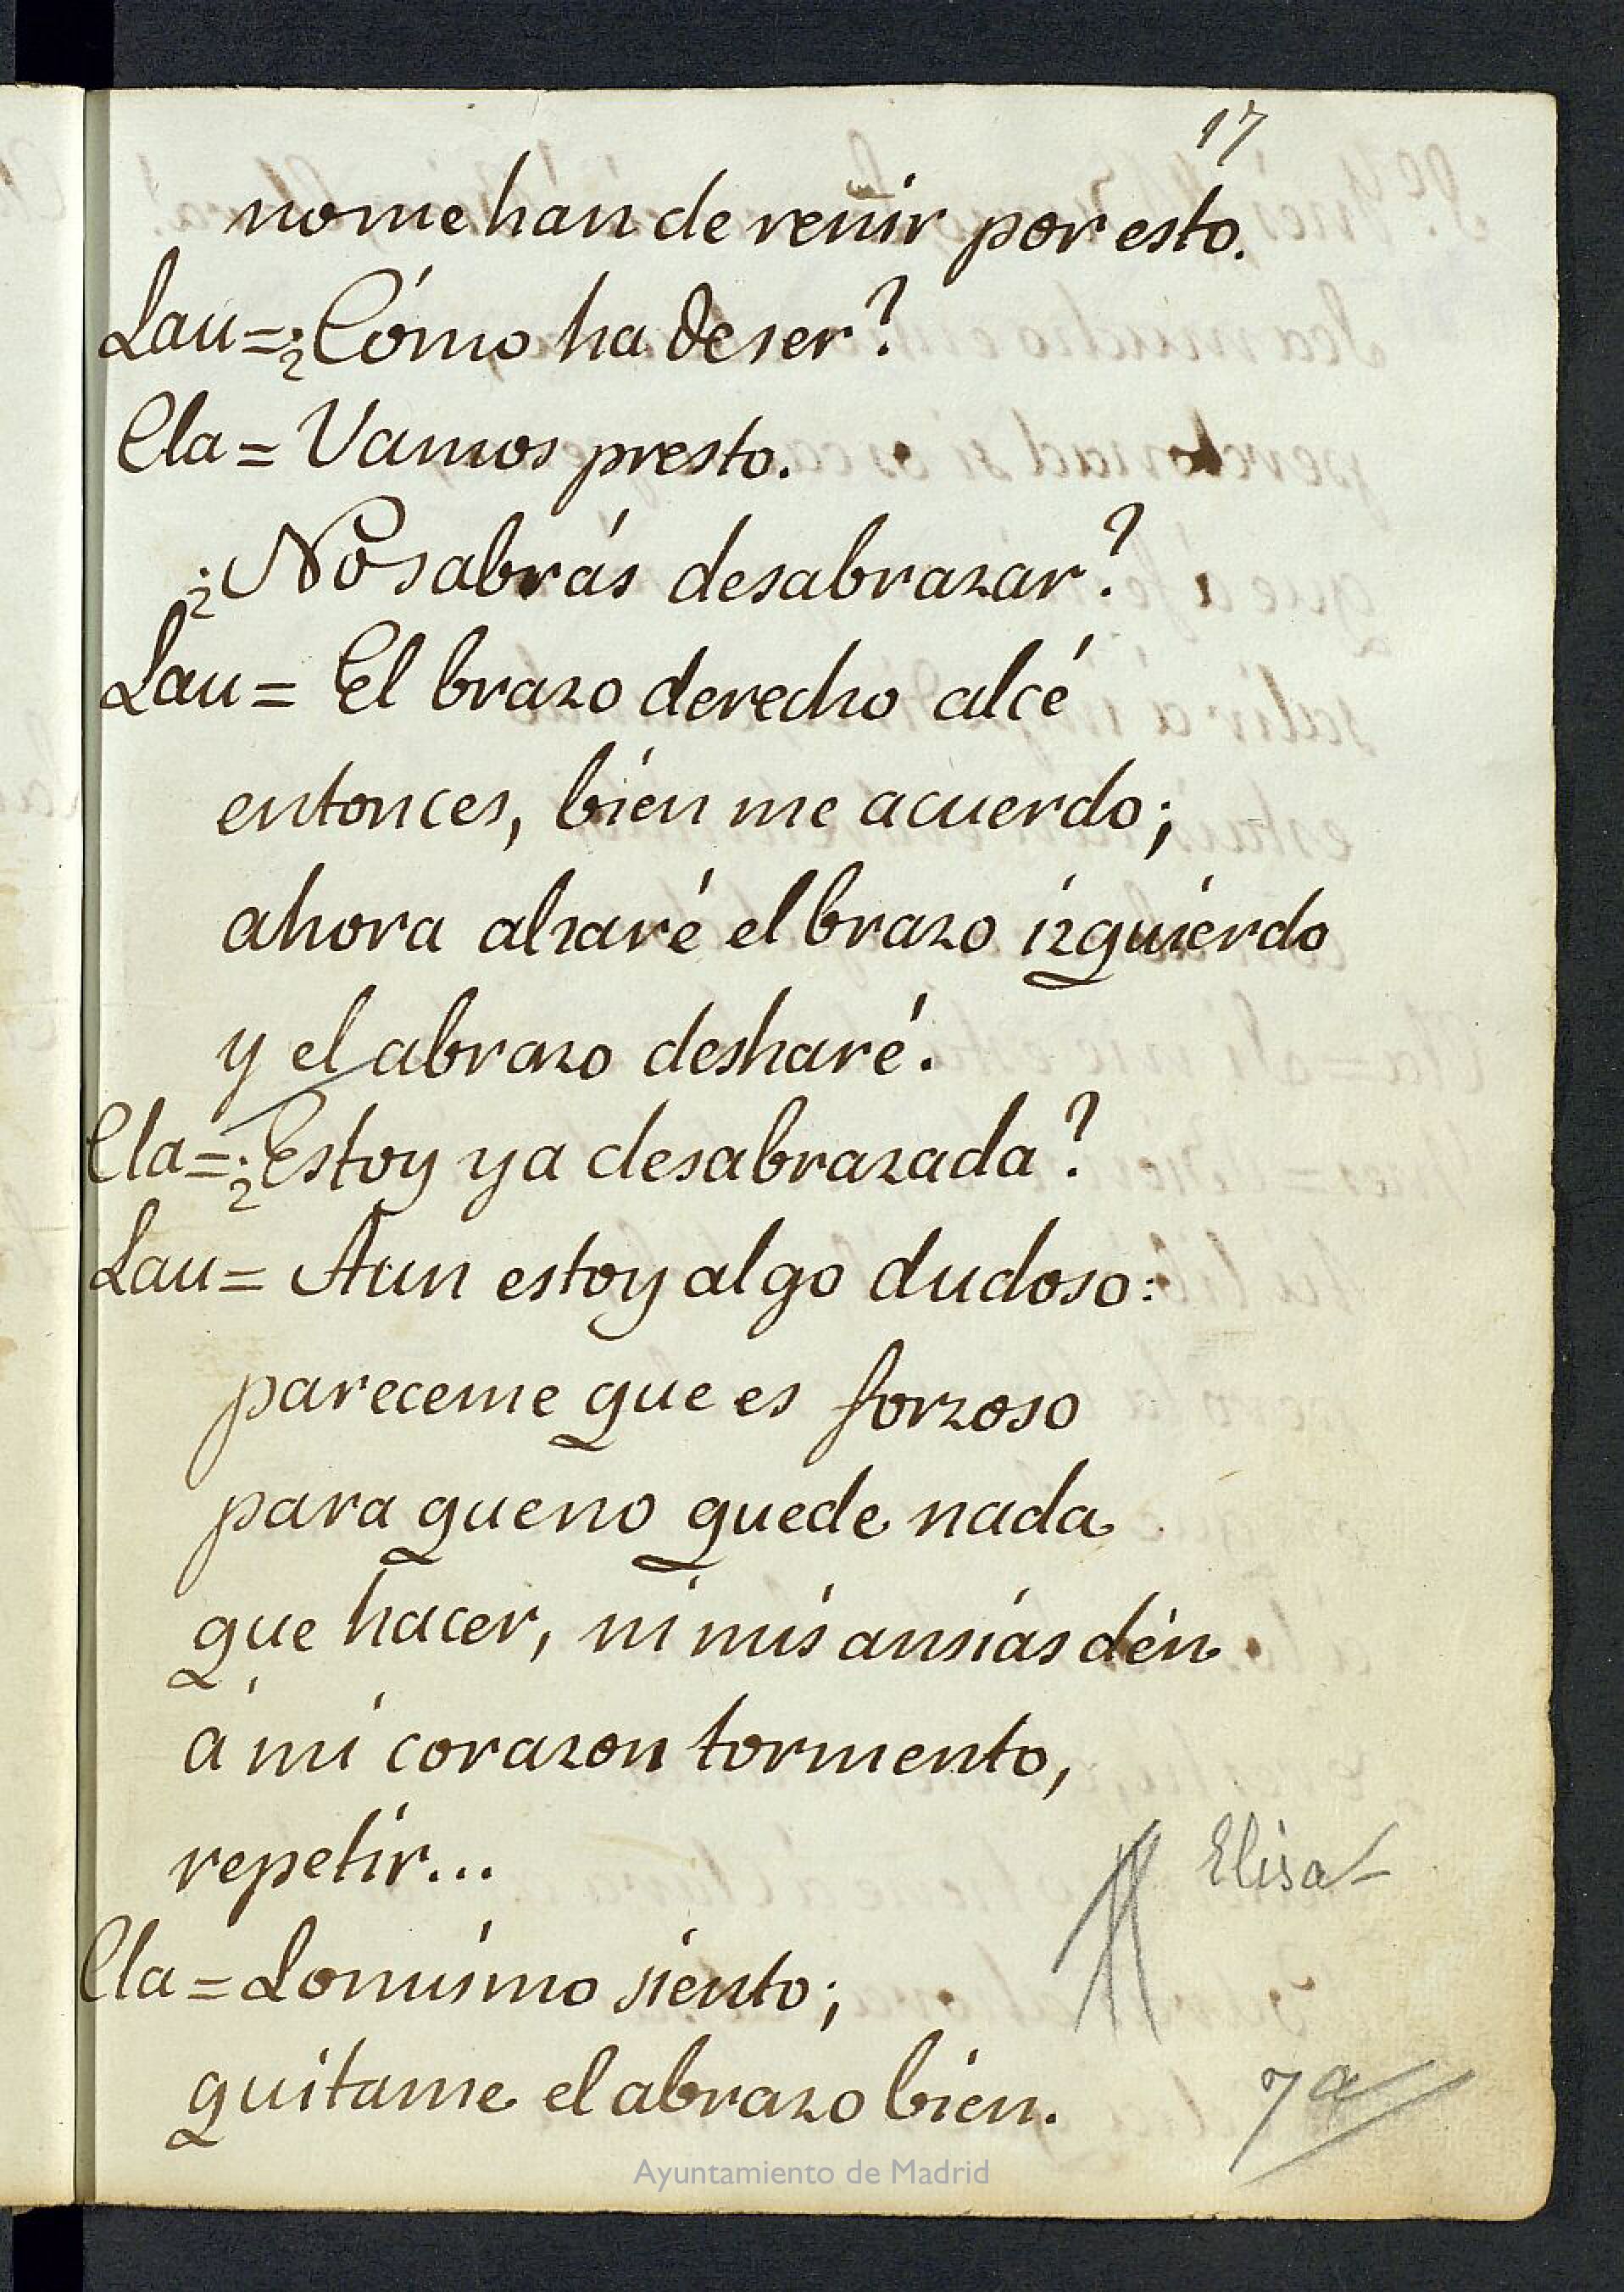 17
no me han de reñir por esto.
Lau=¿Cómo ha de ser?
Cla= Vamos presto.
¿No sabrás desabrazar?
Lau= El brazo derecho alcé
entonces, bien me acuerdo;
ahora alzaré el brazo izquierdo
y el abrazo desharé.
Cla=¿Estoy ya desabrazada?
Lau= Aun estoy algo dudoso:
pareceme que es forzoso
para que no quede nada
que hacer, ni mis ansias dén
á mi corazon tormento,
repetir...
Elisa
Cla= Lo mismo siento;
quitame el abrazo bien.
7a
Ayuntamiento de Madrid